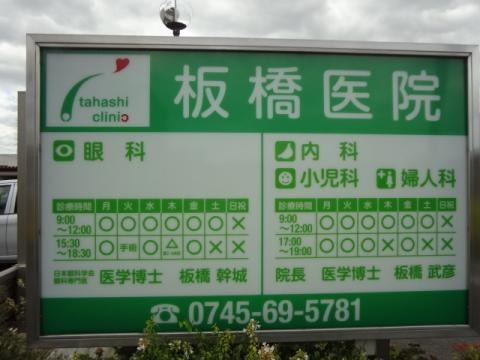 itahashi
clinic
板橋医院
眼科
診療時間 月 火 水 木 金 土 日祝
9:00
～12:00 ○ ○ ○ ○ ○ ○ ×
15:30
～18:30 ○ 手術 ○ △ ○ × ×
日本眼科学会
眼科専門医 医学博士 板橋 幹城
内科
小児科 婦人科
診療時間 月 火 水 木 金 土 日祝
9:00
～12:00 ○ ○ ○ ○ ○ ○ ×
17:00
～19:00 ○ ○ ○ × ○ × ×
院長 医学博士 板橋 武彦
☎ 0745-69-5781